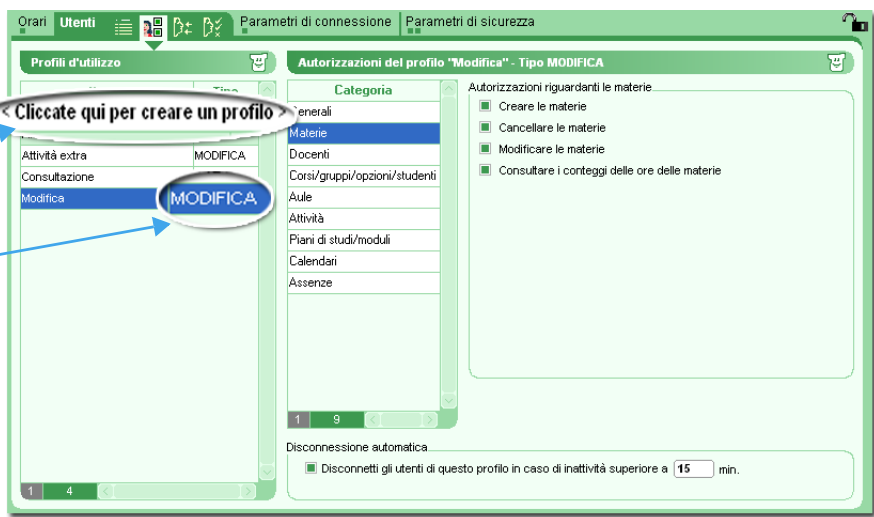 Orari Utenti Parametri di connessione Parametri di sicurezza
Profili d'utilizzo
Tipo
< Cliccate qui per creare un profilo >
Attività extra MODIFICA
Consultazione
Modifica MODIFICA
1 4
Autorizzazioni del profilo "Modifica" - Tipo MODIFICA
Categoria
Generali
Materie
Docenti
Corsi/gruppi/opzioni/studenti
Aule
Attività
Piani di studi/moduli
Calendari
Assenze
1 9
Autorizzazioni riguardanti le materie
Creare le materie
Cancellare le materie
Modificare le materie
Consultare i conteggi delle ore delle materie
Disconnessione automatica
Disconnetti gli utenti di questo profilo in caso di inattività superiore a 15 min.